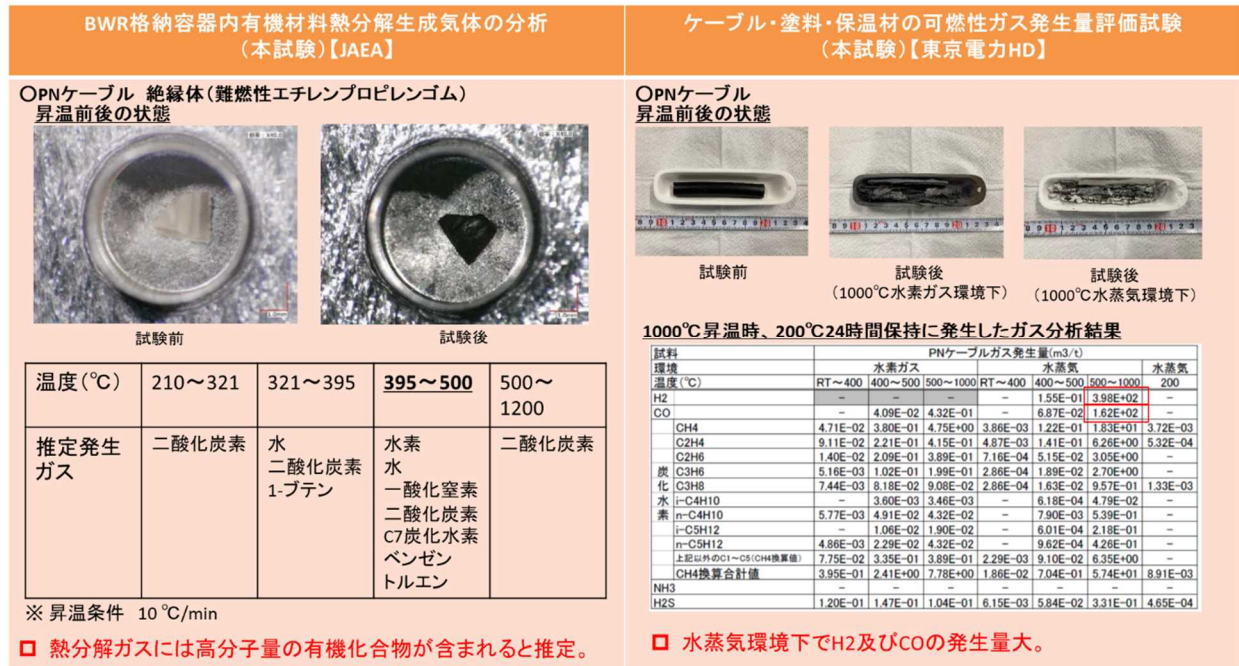 BWR格納容器内有機材料熱分解生成気体の分析
（本試験）【JAEA】
〇PNケーブル 絶縁体（難燃性エチレンプロピレンゴム）
昇温前後の状態
試験前
試験後
温度（℃） 210～321 321～395 395～500 500～1200
推定発生ガス 二酸化炭素 水 二酸化炭素 1-ブテン 水素 水 一酸化窒素 二酸化炭素 C7炭化水素 ベンゼン トルエン 二酸化炭素
※ 昇温条件 10 ℃/min
熱分解ガスには高分子量の有機化合物が含まれると推定。
ケーブル・塗料・保温材の可燃性ガス発生量評価試験
（本試験）【東京電力HD】
〇PNケーブル
昇温前後の状態
試験前
試験後
（1000℃水素ガス環境下）
試験後
（1000℃水蒸気環境下）
1000℃昇温時、200℃24時間保持に発生したガス分析結果
試料 PNケーブルガス発生量(m3/t)
環境 水素ガス 水蒸気 水蒸気
温度(℃) RT～400 400～500 500～1000 RT～400 400～500 500～1000 200
H2 － － － － 1.55E-01 3.98E+02 －
CO － 4.09E-02 4.32E-01 － 6.87E-02 1.62E+02 －
炭化水素
CH4 4.71E-02 3.80E-01 4.75E+00 3.86E-03 1.22E-01 1.83E+01 3.72E-03
C2H4 9.11E-02 2.21E-01 4.15E-01 4.87E-03 1.41E-01 6.26E+00 5.32E-04
C2H6 1.40E-02 2.09E-01 3.89E-01 7.16E-04 5.15E-02 3.05E+00 －
C3H6 5.16E-03 1.02E-01 1.99E-01 2.86E-04 1.89E-02 2.70E+00 －
C3H8 7.44E-03 8.18E-02 9.08E-02 2.86E-04 1.63E-02 9.57E-01 1.33E-03
i-C4H10 － 3.60E-03 3.46E-03 － 6.18E-04 4.79E-02 －
n-C4H10 5.77E-03 4.91E-02 4.32E-02 － 7.90E-03 5.39E-01 －
i-C5H12 － 1.06E-02 1.90E-02 － 6.01E-04 2.18E-01 －
n-C5H12 4.86E-03 2.29E-02 4.32E-02 － 9.62E-04 4.26E-01 －
上記以外のC1～C5(CH4換算値) 7.75E-02 3.35E-01 3.89E-01 2.29E-03 9.10E-02 6.35E+00 －
CH4換算合計値 3.95E-01 2.41E+00 7.78E+00 1.86E-02 7.04E-01 5.74E+01 8.91E-03
NH3 － － － － － － －
H2S 1.20E-01 1.47E-01 1.04E-01 6.15E-03 5.84E-02 3.31E-01 4.65E-04
水蒸気環境下でH2及びCOの発生量大。